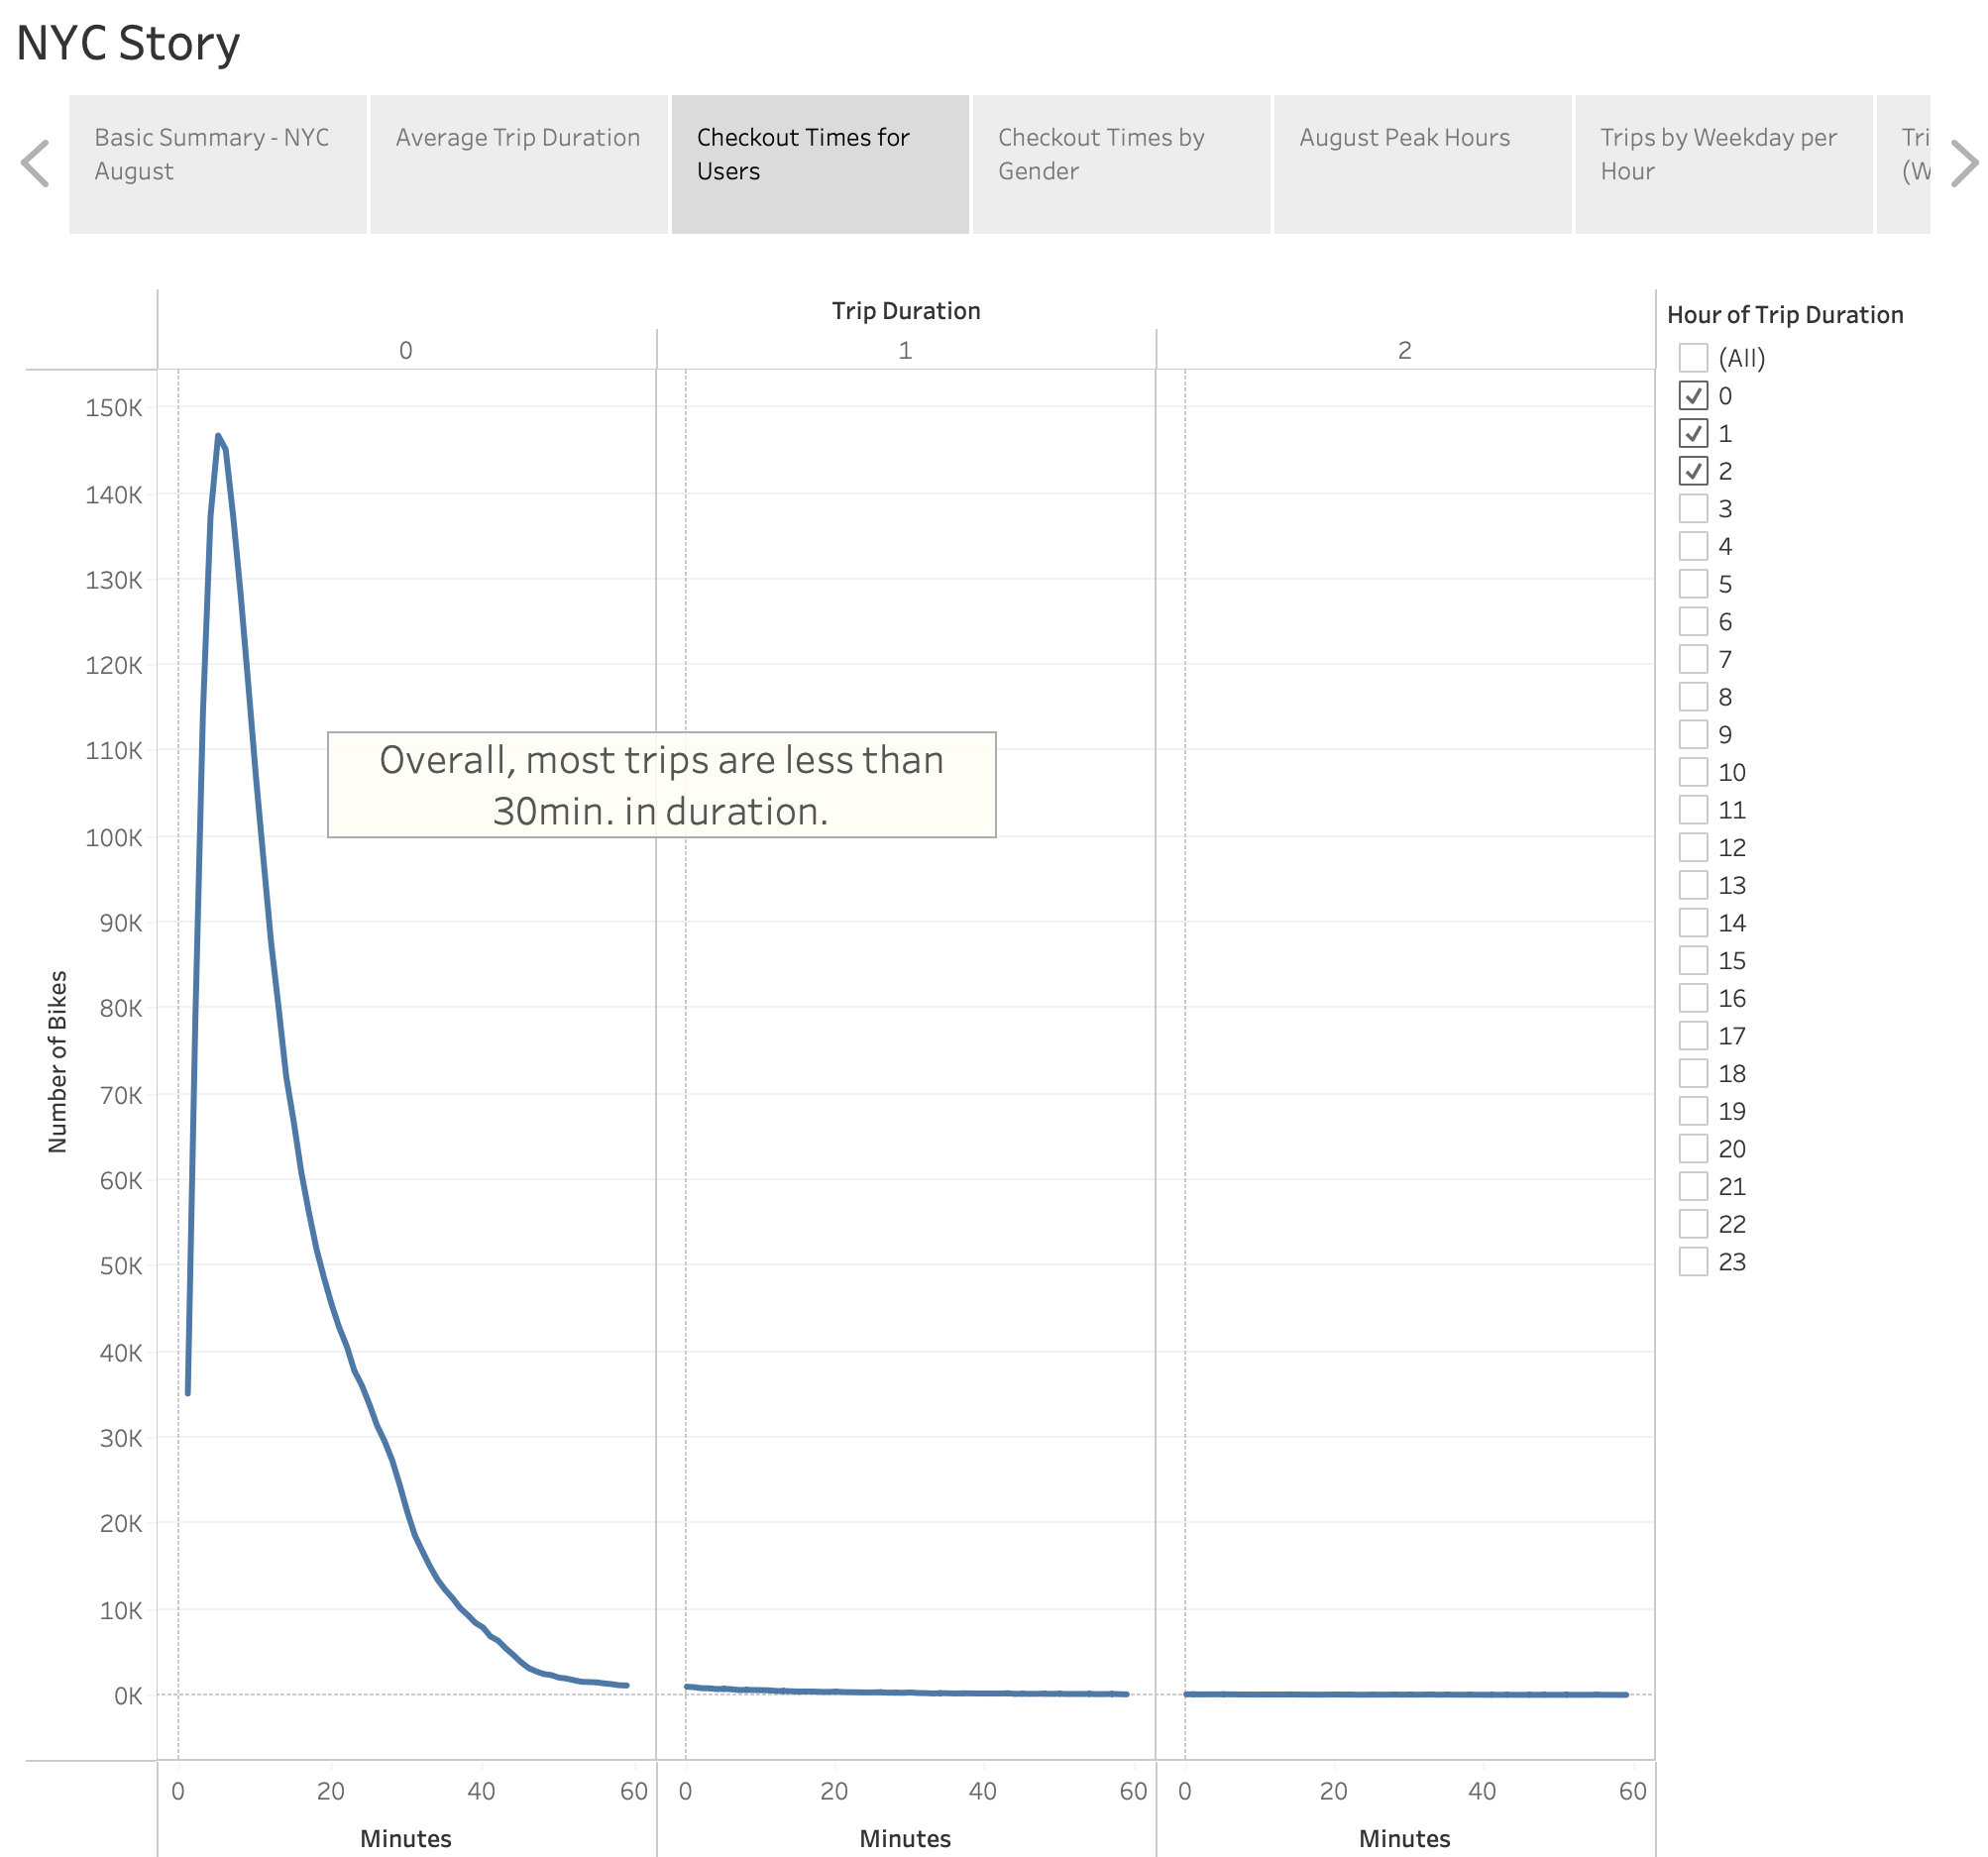 NYC Story
Basic Summary - NYC
August
Average Trip Duration
Checkout Times for
Users
Checkout Times by
Gender
August Peak Hours
Trips by Weekday per
Hour
Trip Duration
0 1 2
150K
140K
130K
120K
110K
100K
90K
80K
70K
60K
50K
40K
30K
20K
10K
0K
Number of Bikes
Overall, most trips are less than
30min. in duration.
0 20 40 60 0 20 40 60 0 20 40 60
Minutes Minutes Minutes
Hour of Trip Duration
(All)
0
1
2
3
4
5
6
7
8
9
10
11
12
13
14
15
16
17
18
19
20
21
22
23